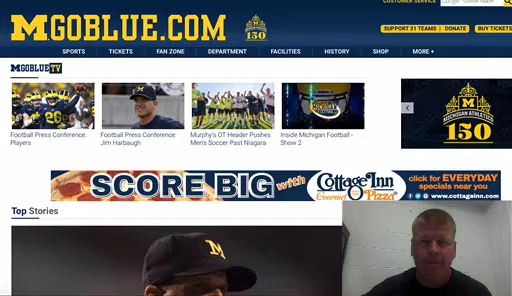 CUSTOMER SERVICE
MGOBLUE.COM
150
SUPPORT 31 TEAMS | DONATE
BUY TICKETS
SPORTS TICKETS FAN ZONE DEPARTMENT FACILITIES HISTORY SHOP MORE +
MGOBLUE TV
Football Press Conference:
Players
Football Press Conference:
Jim Harbaugh
Murphy's OT Header Pushes
Men's Soccer Past Niagara
Inside Michigan Football -
Show 2
M
MICHIGAN ATHLETICS
150
SCORE BIG with
Cottage Inn
Gourmet Pizza
click for EVERYDAY
specials near you
www.cottageinn.com
Top Stories
M